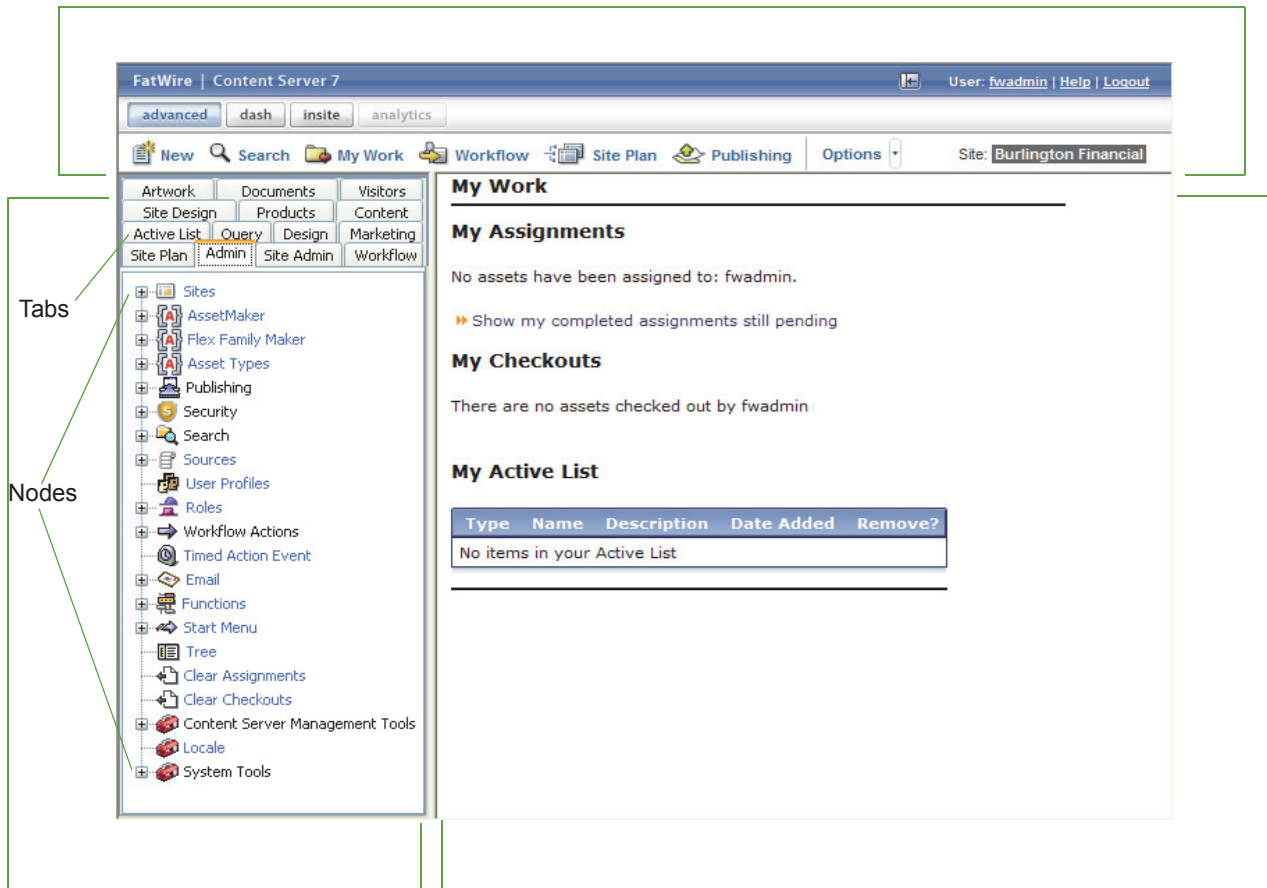 FatWire | Content Server 7
User: fwadmin | Help | Logout
advanced dash insite analytics
New Search My Work Workflow Site Plan Publishing Options Site: Burlington Financial
Artwork Documents Visitors
Site Design Products Content
Active List Query Design Marketing
Site Plan Admin Site Admin Workflow
Tabs
Nodes
Sites
AssetMaker
Flex Family Maker
Asset Types
Publishing
Security
Search
Sources
User Profiles
Roles
Workflow Actions
Timed Action Event
Email
Functions
Start Menu
Tree
Clear Assignments
Clear Checkouts
Content Server Management Tools
Locale
System Tools
My Work
My Assignments
No assets have been assigned to: fwadmin.
Show my completed assignments still pending
My Checkouts
There are no assets checked out by fwadmin
My Active List
Type Name Description Date Added Remove?
No items in your Active List